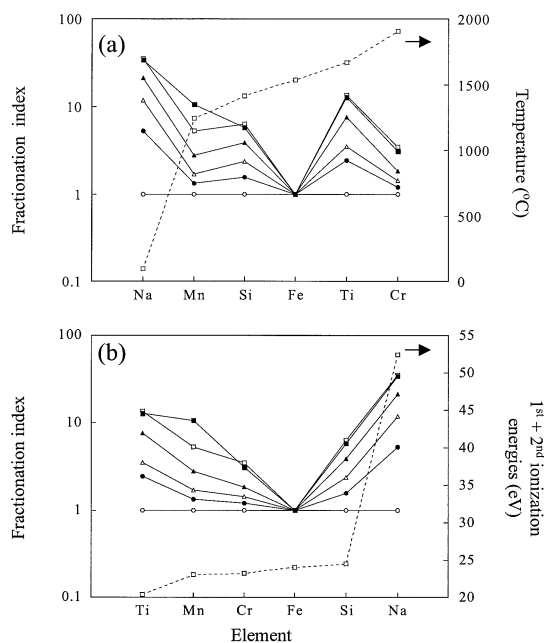 (a)
100
10
1
0.1
Fractionation index
2000
1500
1000
500
0
Temperature (°C)
Na Mn Si Fe Ti Cr
(b)
100
10
1
0.1
Fractionation index
55
50
45
40
35
30
25
20
1st + 2nd ionization
energies (eV)
Ti Mn Cr Fe Si Na
Element